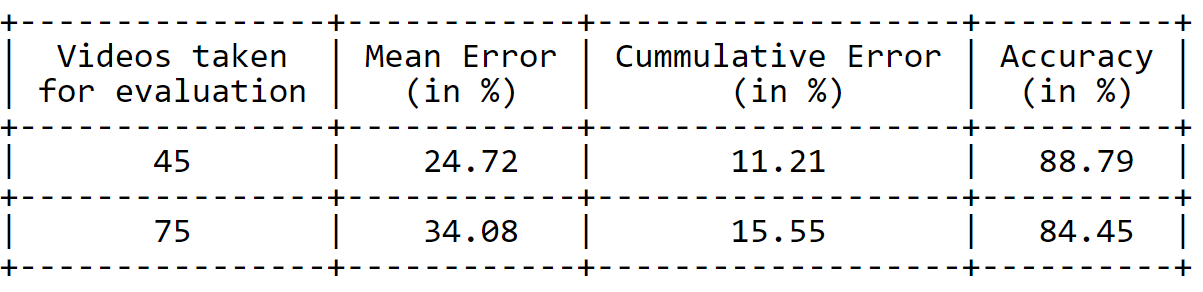 Videos taken Mean Error Cummulative Error Accuracy
for evaluation (in %) (in %) (in %)
45 24.72 11.21 88.79
75 34.08 15.55 84.45